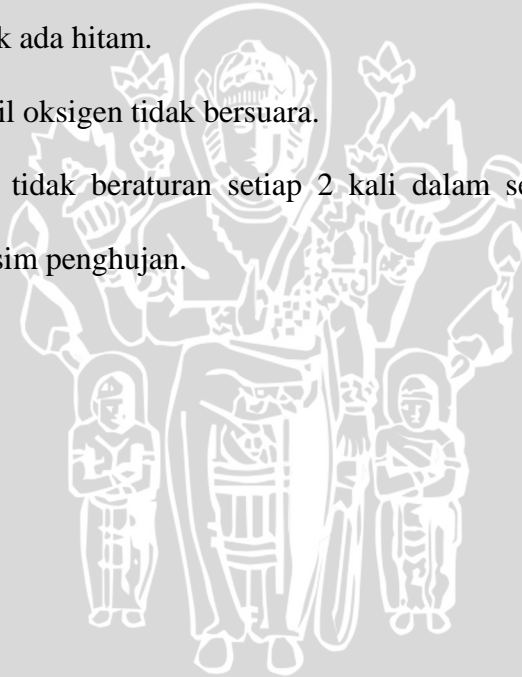 k ada hitam.
il oksigen tidak bersuara.
tidak beraturan setiap 2 kali dalam se
sim penghujan.